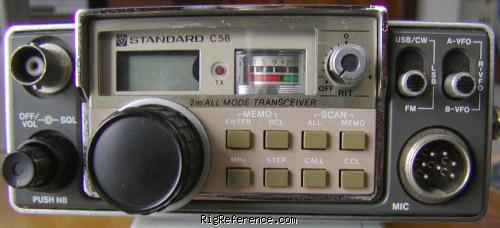 STANDARD C58
TX
1 5 9 +20
0
+
OFF
RIT
USB/CW
LSB
FM
A-VFO
R-VFO
B-VFO
2m ALL MODE TRANSCEIVER
OFF/
VOL
SQL
PUSH NB
MEMO
SCAN
ENTER RCL ALL MEMO
MHz STEP CALL CCL
MIC
RigReference.com